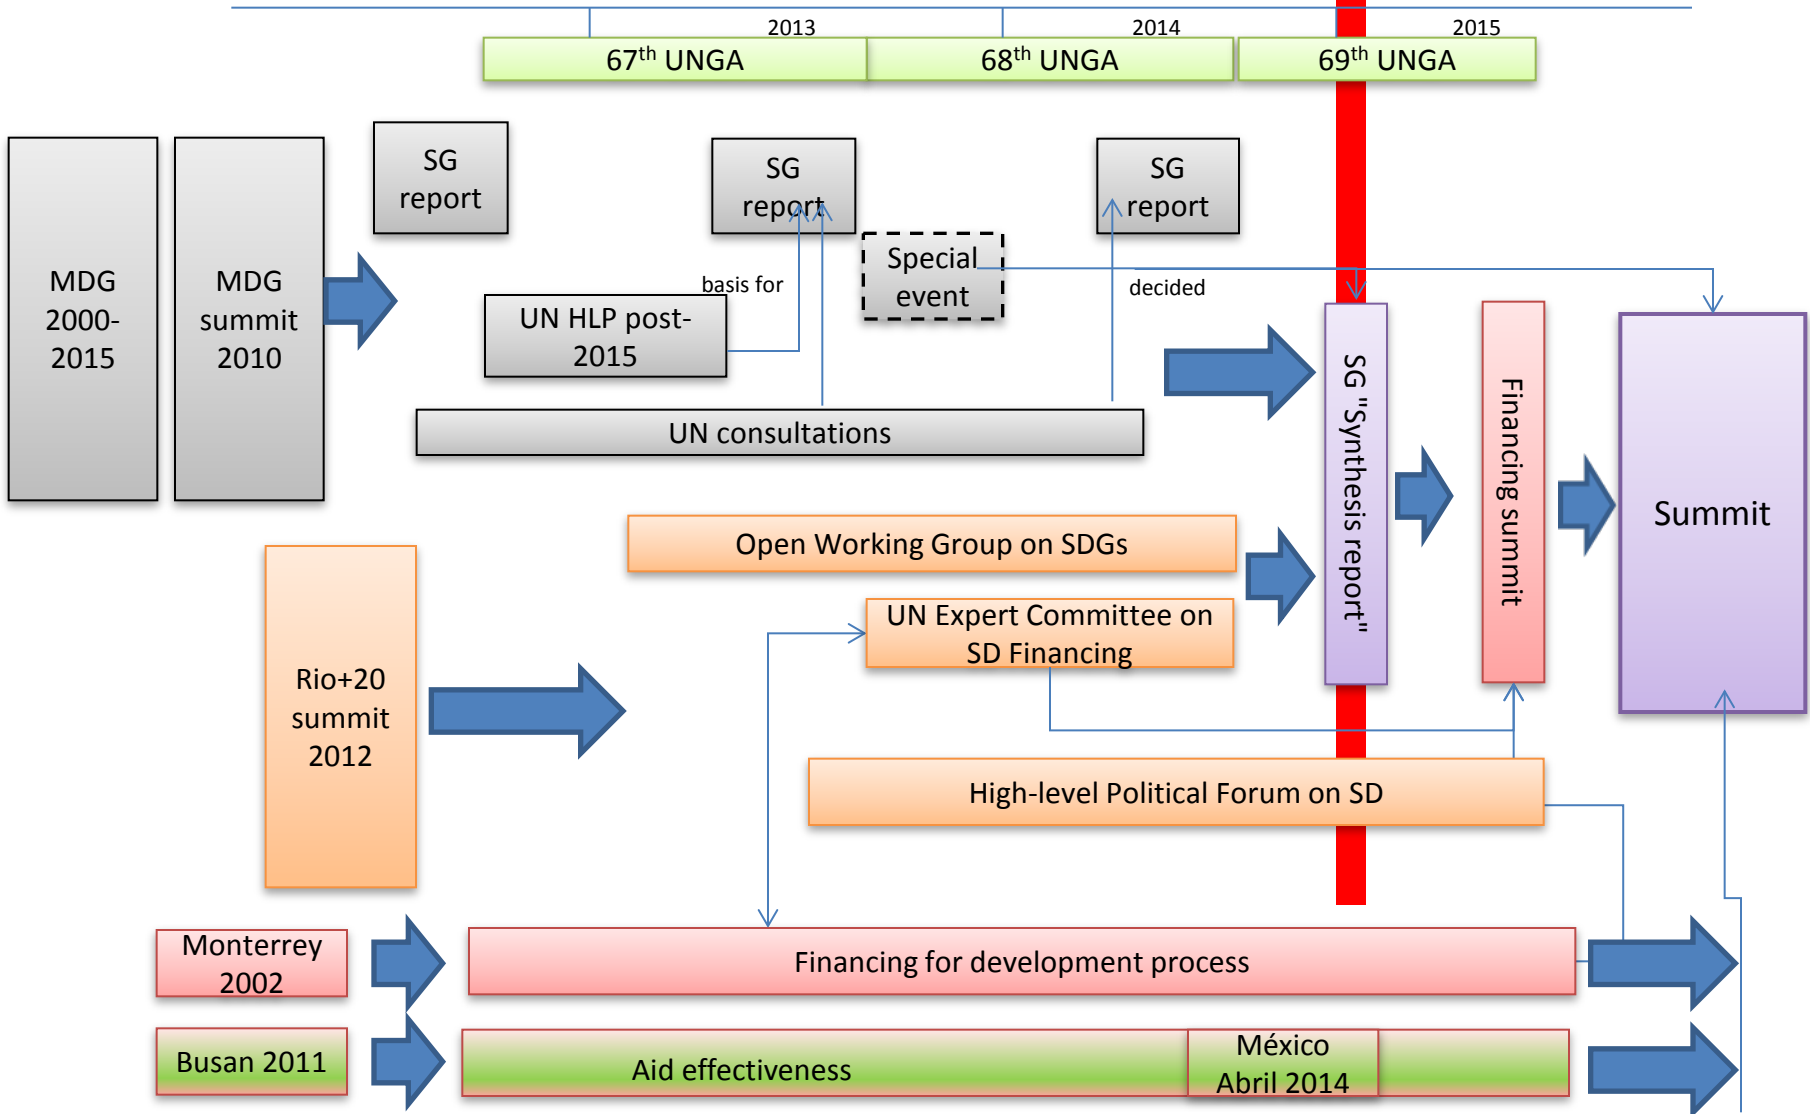 2013
2014
2015
67th UNGA
68th UNGA
69th UNGA
MDG
2000-
2015
MDG
summit
2010
SG
report
SG
report
SG
report
Special
event
basis for
decided
UN HLP post-
2015
UN consultations
SG "Synthesis report"
Financing summit
Summit
Open Working Group on SDGs
UN Expert Committee on
SD Financing
Rio+20
summit
2012
High-level Political Forum on SD
Monterrey
2002
Financing for development process
Busan 2011
Aid effectiveness
México
Abril 2014